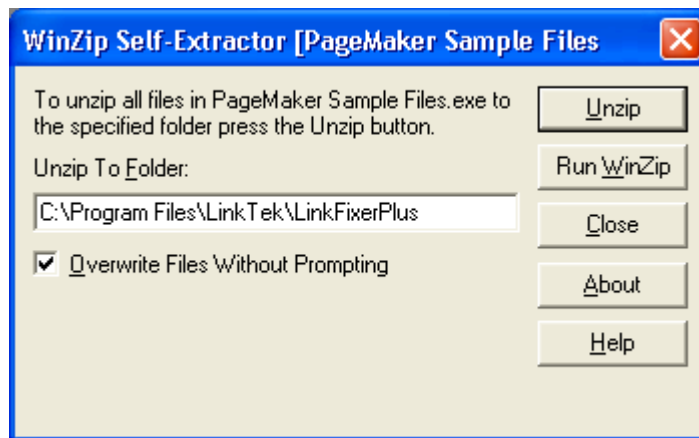 WinZip Self-Extractor [PageMaker Sample Files
To unzip all files in PageMaker Sample Files.exe to
the specified folder press the Unzip button.
Unzip To Folder:
C:\Program Files\LinkTek\LinkFixerPlus
Overwrite Files Without Prompting
Unzip
Run WinZip
Close
About
Help